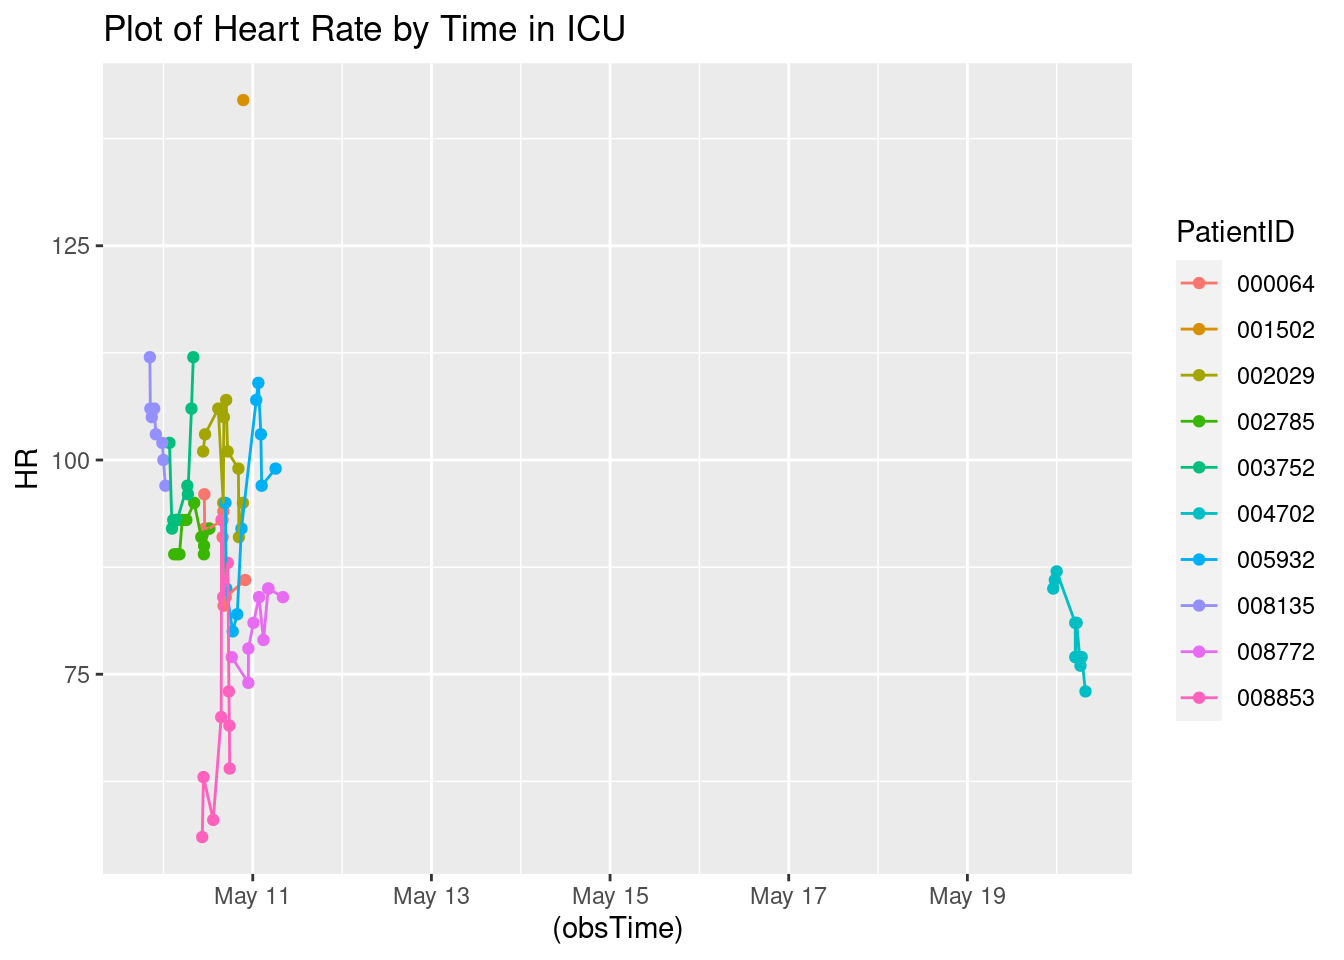 Plot of Heart Rate by Time in ICU
HR
125
100
75
May 11
May 13
May 15
May 17
May 19
(obsTime)
PatientID
000064
001502
002029
002785
003752
004702
005932
008135
008772
008853